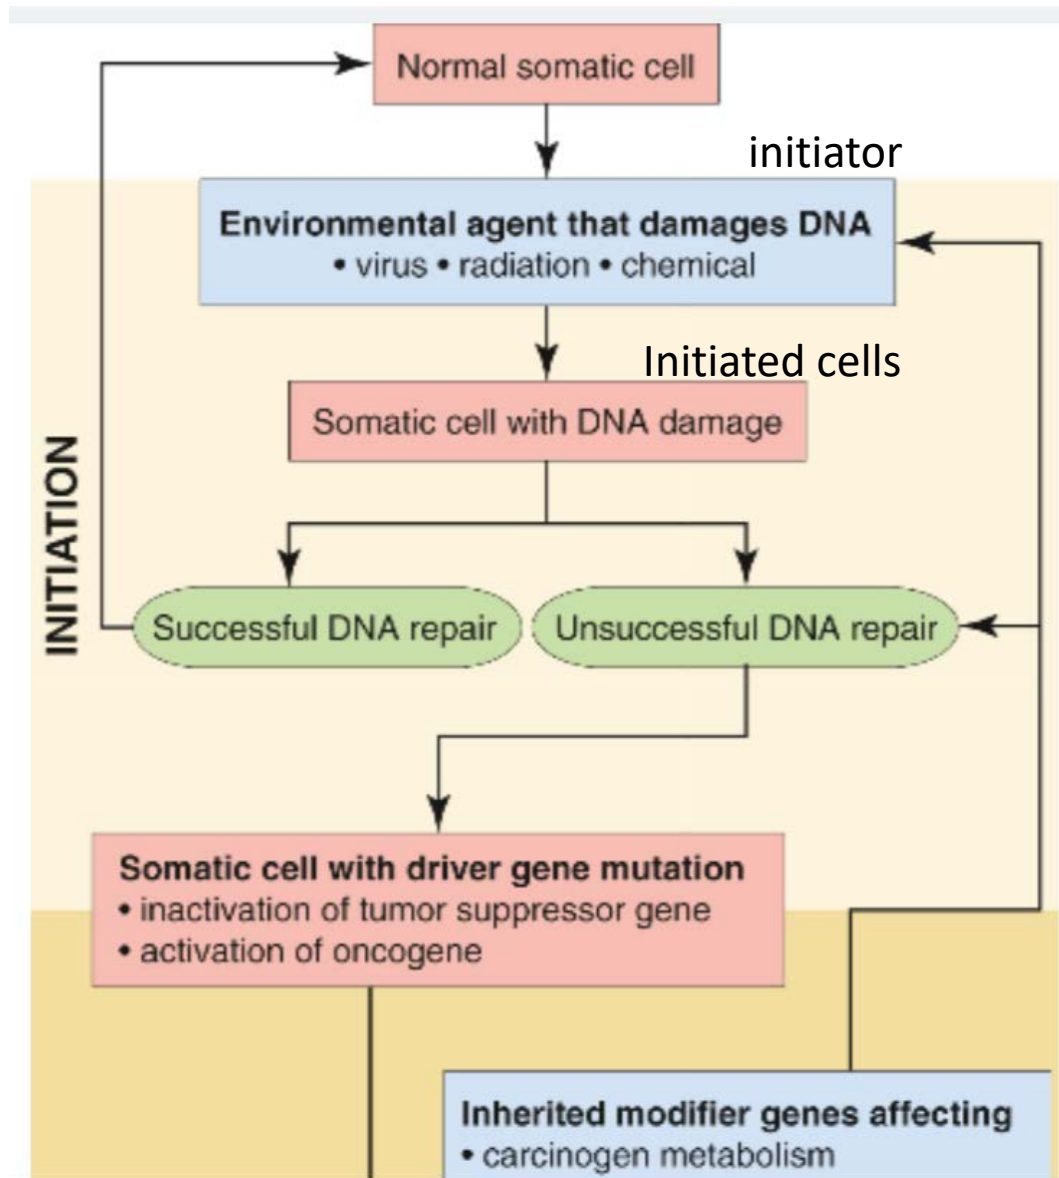 Normal somatic cell
initiator
Environmental agent that damages DNA
• virus • radiation • chemical
Initiated cells
Somatic cell with DNA damage
INITIATION
Successful DNA repair
Unsuccessful DNA repair
Somatic cell with driver gene mutation
• inactivation of tumor suppressor gene
• activation of oncogene
Inherited modifier genes affecting
• carcinogen metabolism